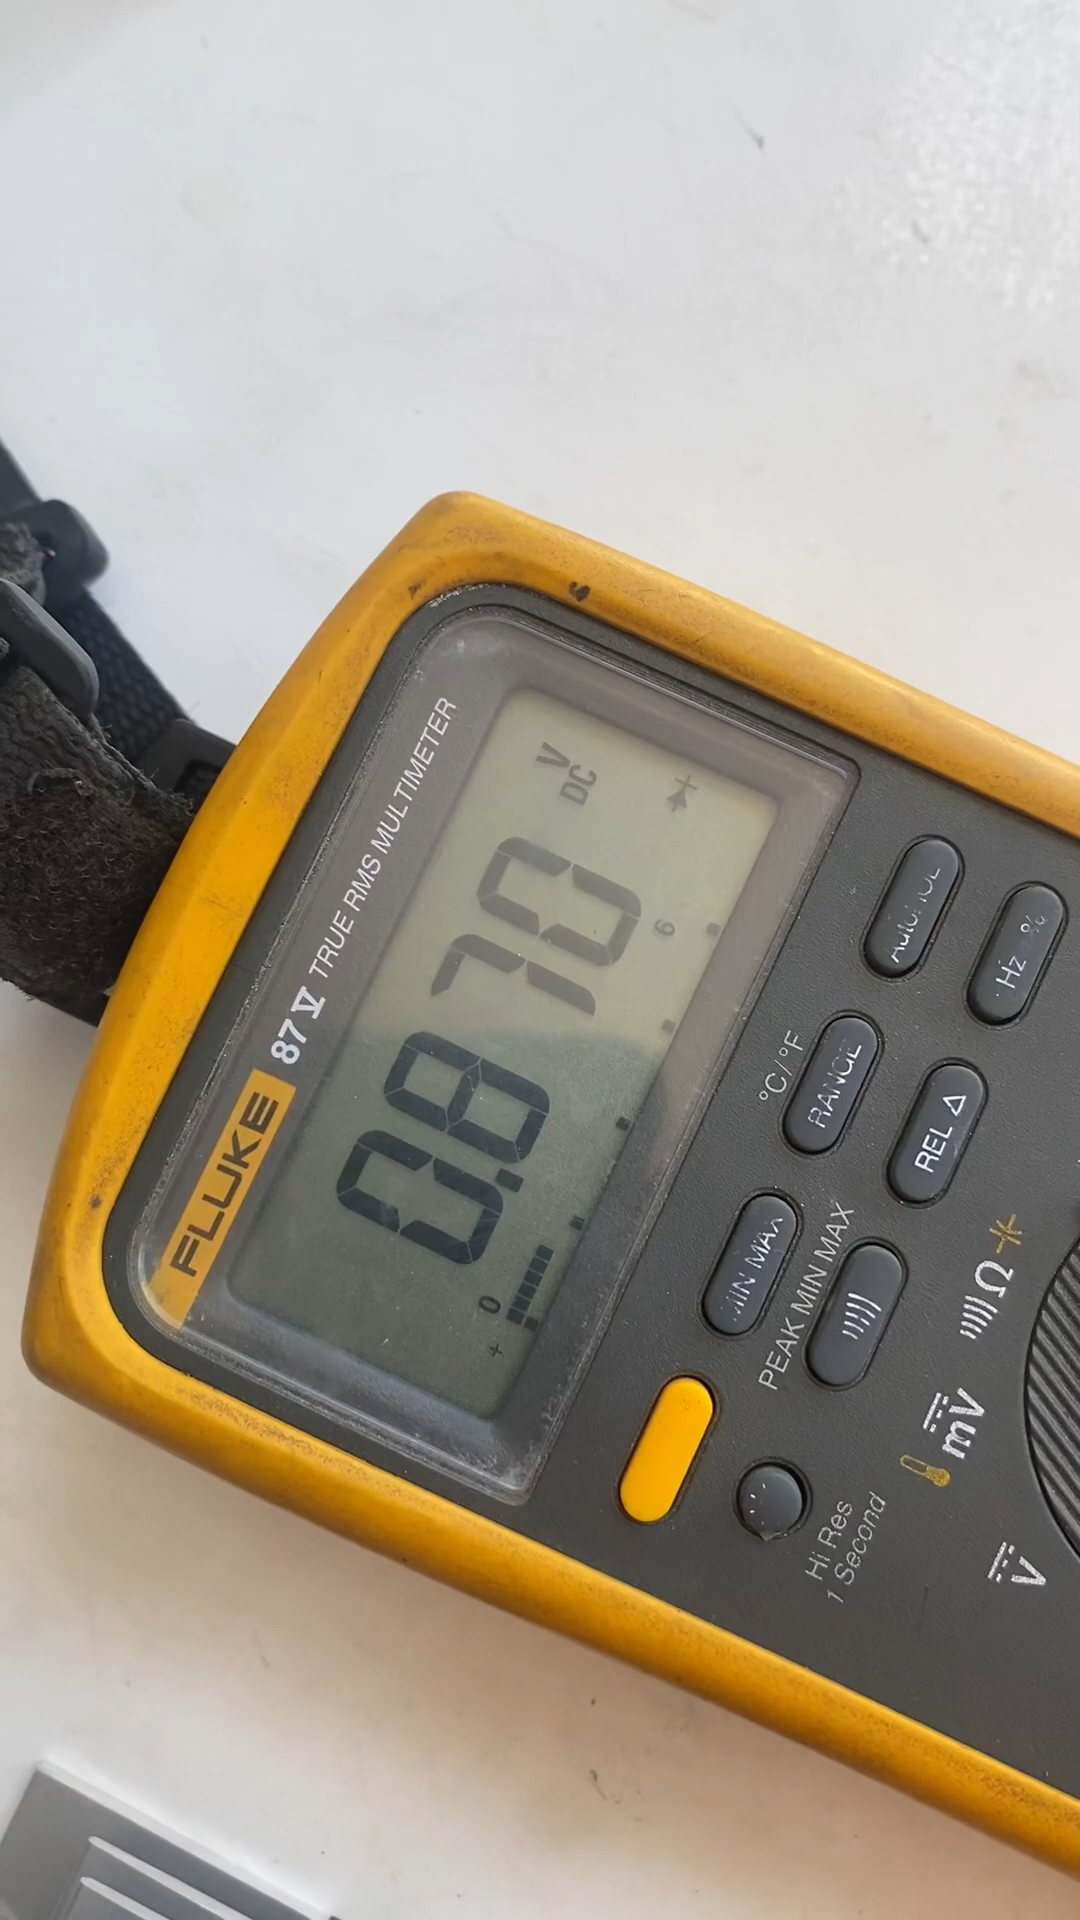 FLUKE 87 V TRUE RMS MULTIMETER
V
DC
0.870
+ 0 6
AutoHOLD
Hz %
°C/°F
RANGE
REL Δ
MIN MAX
PEAK MIN MAX
Hi Res
1 Second
Ω
mV
V